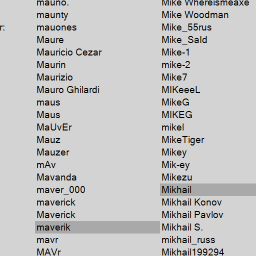 mauno.
maunty
mauones
Maure
Mauricio Cezar
Maurin
Maurizio
Mauro Ghilardi
maus
Maus
MaUvEr
Mauz
Mauzer
mAv
Mavanda
maver_000
maverick
Maverick
maverik
mavr
MAVr
r:
Mike Whereismeaxe
Mike Woodman
Mike_55rus
Mike_Sald
Mike-1
mike-2
Mike7
MIKeeeL
MikeG
MIKEG
mikel
MikeTiger
Mikey
Mik-ey
Mikezu
Mikhail
Mikhail Konov
Mikhail Pavlov
Mikhail S.
mikhail_russ
Mikhail199294